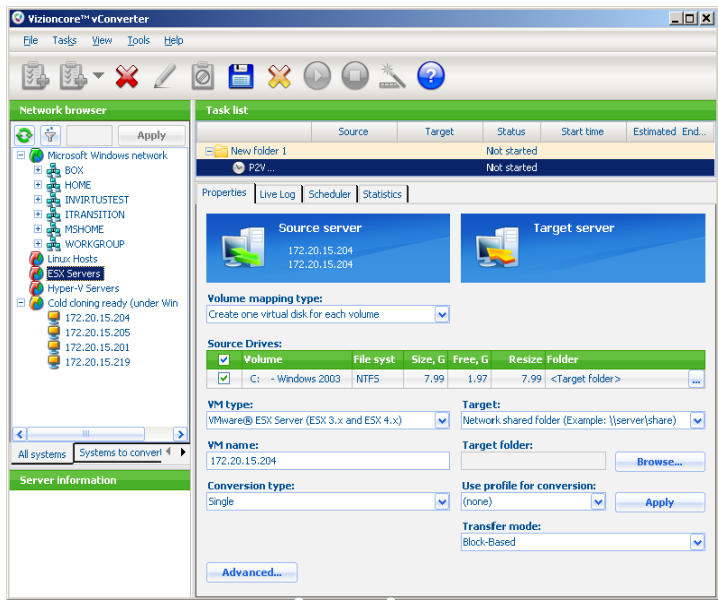 Vizioncore™ vConverter
File Tasks View Tools Help
Network browser
Apply
Microsoft Windows network
BOX
HOME
INVIRTUSTEST
ITRANSITION
MSHOME
WORKGROUP
Linux Hosts
ESX Servers
Hyper-V Servers
Cold cloning ready (under Win
172.20.15.204
172.20.15.205
172.20.15.201
172.20.15.219
All systems Systems to convert
Server information
Task list
Source Target Status Start time Estimated End...
New folder 1 Not started
P2V... Not started
Properties Live Log Scheduler Statistics
Source server
172.20.15.204
172.20.15.204
Target server
Volume mapping type:
Create one virtual disk for each volume
Source Drives:
Volume File syst Size, G Free, G Resize Folder
C: - Windows 2003 NTFS 7.99 1.97 7.99 <Target folder> ...
VM type: Target:
VMware® ESX Server (ESX 3.x and ESX 4.x) Network shared folder (Example: \\server\share)
VM name: Target folder:
172.20.15.204 Browse...
Conversion type: Use profile for conversion:
Single (none) Apply
Transfer mode:
Block-Based
Advanced...